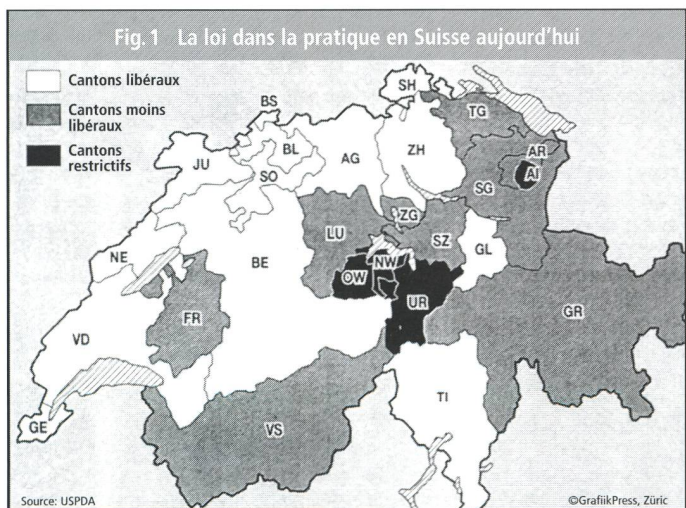 Fig. 1 La loi dans la pratique en Suisse aujourd'hui
Cantons libéraux
Cantons moins
libéraux
Cantons
restrictifs
SH
BS
TG
BL
JU
AG
ZH
AR
AI
SO
SG
ZG
LU
SZ
NE
BE
GL
NW
OW
UR
FR
GR
VD
TI
GE
VS
Source: USPDA
©GrafiikPress, Züric